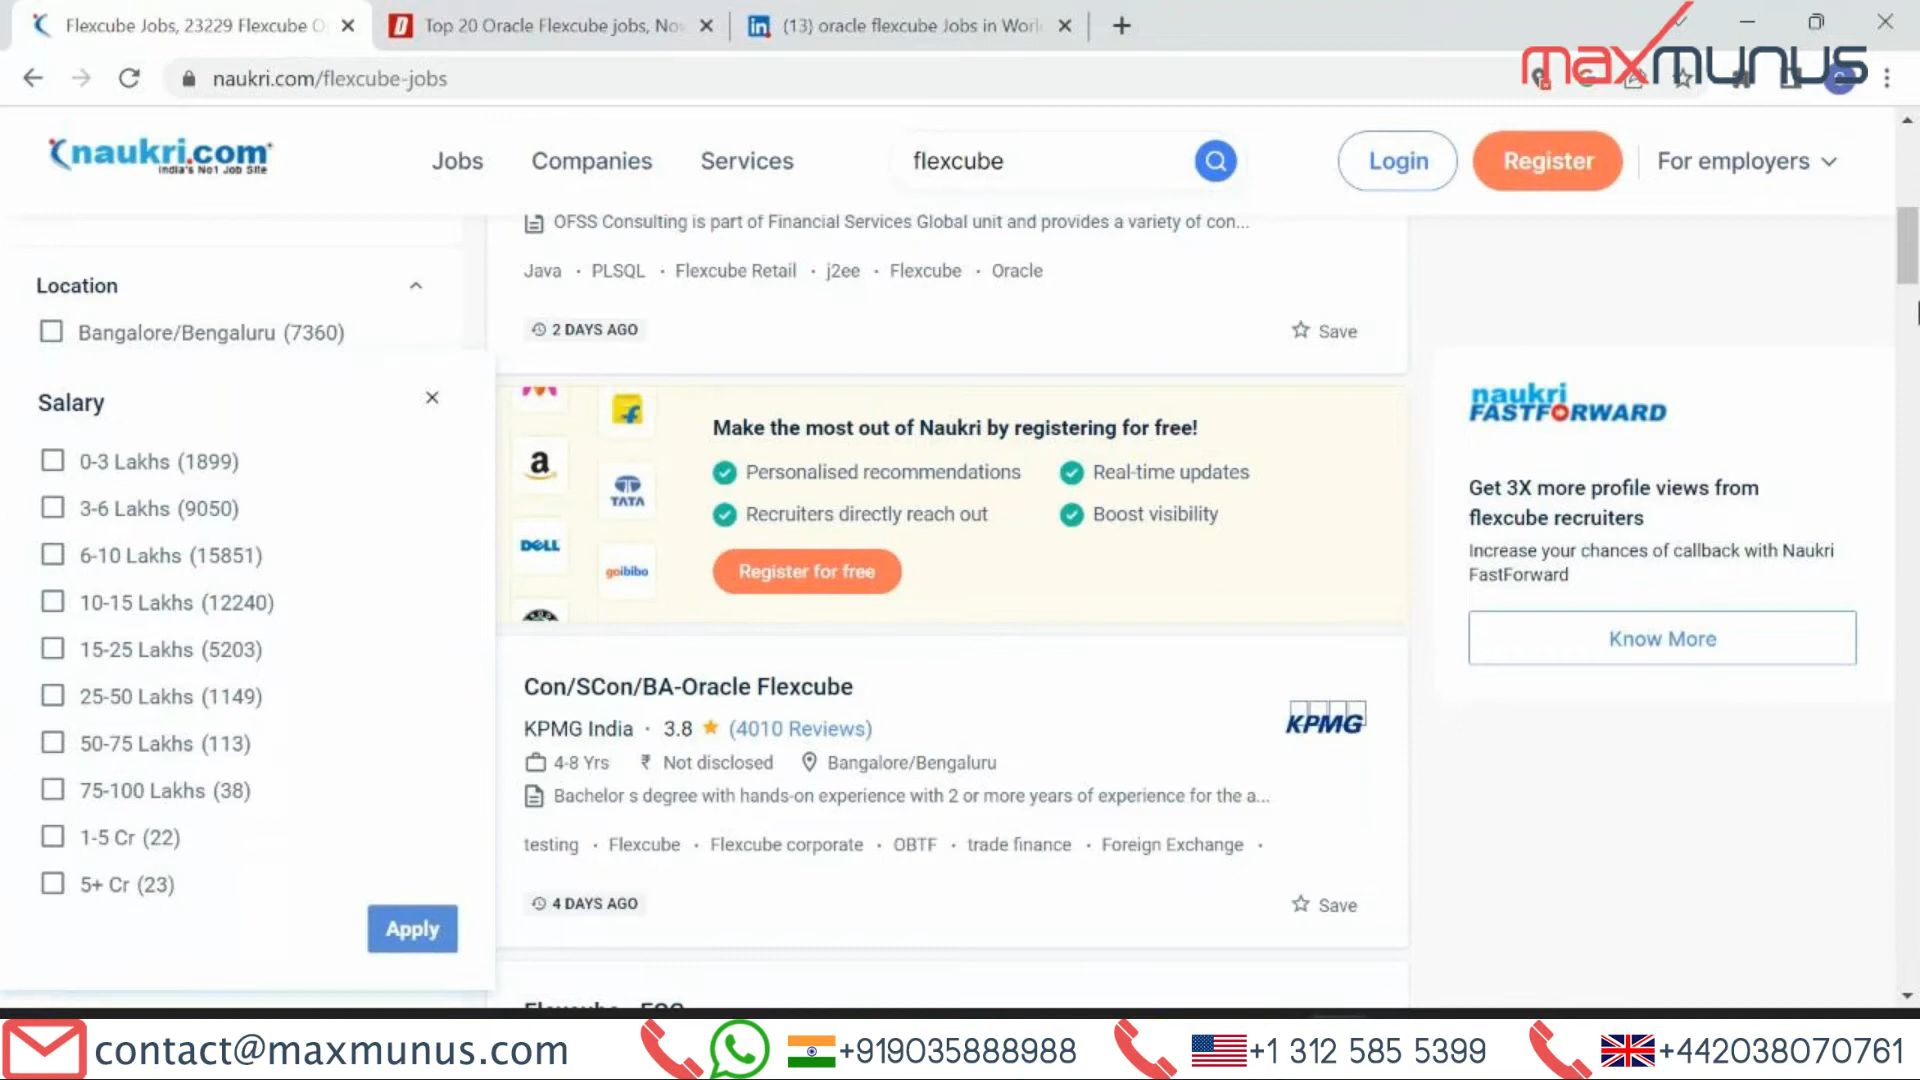 Flexcube Jobs, 23229 Flexcube O
Top 20 Oracle Flexcube jobs, Nov
(13) oracle flexcube Jobs in Worl
maxmunus
naukri.com/flexcube-jobs
naukri.com
India's No1 Job Site
Jobs
Companies
Services
flexcube
Login
Register
For employers
OFSS Consulting is part of Financial Services Global unit and provides a variety of con...
Java · PLSQL · Flexcube Retail · j2ee · Flexcube · Oracle
2 DAYS AGO
Save
Location
Bangalore/Bengaluru (7360)
Salary
0-3 Lakhs (1899)
3-6 Lakhs (9050)
6-10 Lakhs (15851)
10-15 Lakhs (12240)
15-25 Lakhs (5203)
25-50 Lakhs (1149)
50-75 Lakhs (113)
75-100 Lakhs (38)
1-5 Cr (22)
5+ Cr (23)
Apply
a
TATA
DELL
goibibo
Make the most out of Naukri by registering for free!
Personalised recommendations
Real-time updates
Recruiters directly reach out
Boost visibility
Register for free
naukri
FASTFORWARD
Get 3X more profile views from
flexcube recruiters
Increase your chances of callback with Naukri
FastForward
Know More
Con/SCon/BA-Oracle Flexcube
KPMG India · 3.8 (4010 Reviews)
KPMG
4-8 Yrs
₹ Not disclosed
Bangalore/Bengaluru
Bachelor s degree with hands-on experience with 2 or more years of experience for the a...
testing · Flexcube · Flexcube corporate · OBTF · trade finance · Foreign Exchange ·
4 DAYS AGO
Save
contact@maxmunus.com
+919035888988
+1 312 585 5399
+442038070761